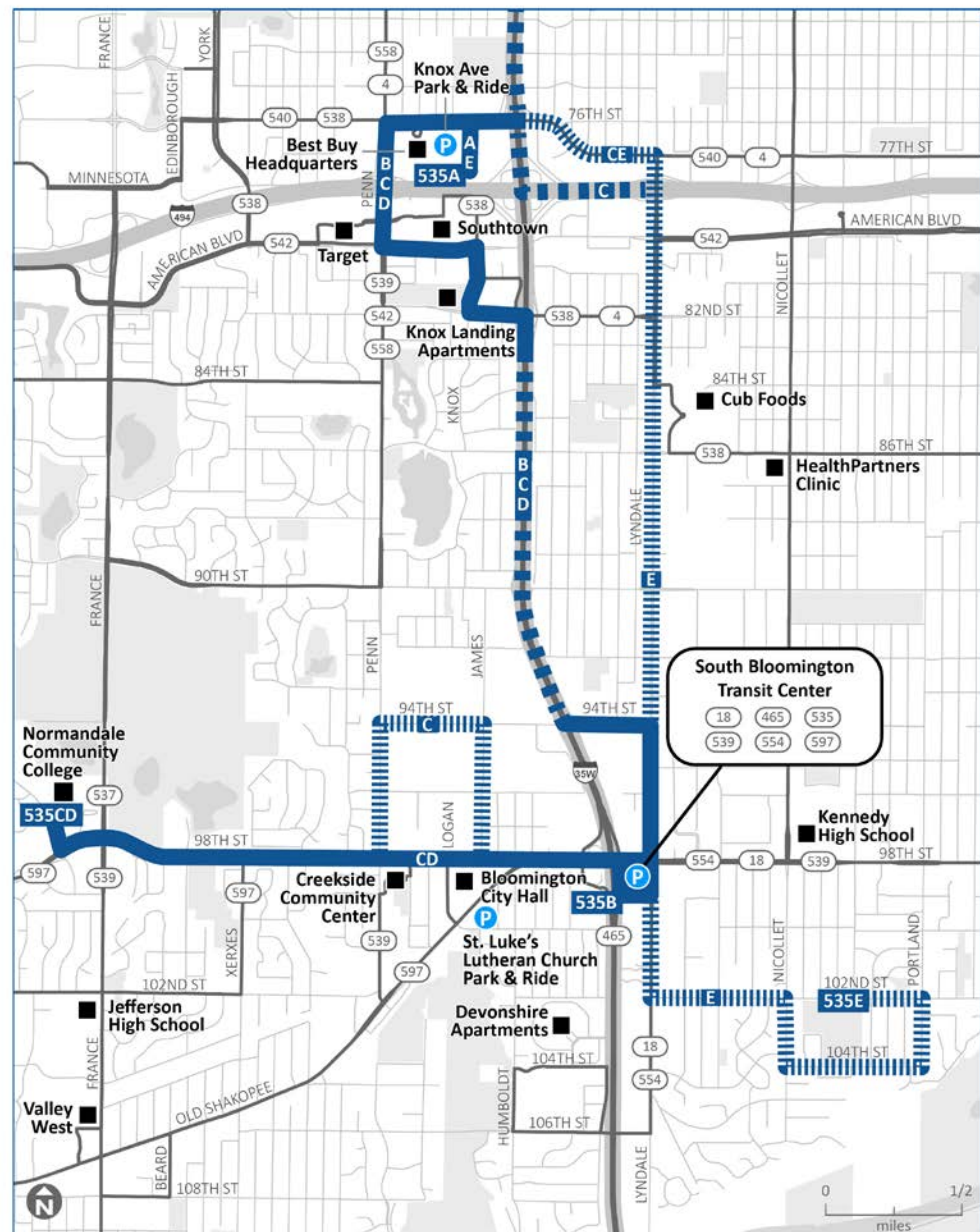 FRANCE
YORK
EDINBOROUGH
558
4
Knox Ave
Park & Ride
76TH ST
540
538
Best Buy
Headquarters
P
A
E
535A
CE
540
4
77TH ST
MINNESOTA
PENN
B
C
D
C
494
538
538
AMERICAN BLVD
542
Target
Southtown
542
AMERICAN BLVD
NICOLLET
539
542
558
Knox Landing
Apartments
538
4
82ND ST
84TH ST
KNOX
84TH ST
Cub Foods
538
86TH ST
HealthPartners
Clinic
B
C
D
LYNDALE
90TH ST
E
FRANCE
PENN
JAMES
South Bloomington
Transit Center
18
465
535
539
554
597
94TH ST
C
94TH ST
Normandale
Community
College
537
535CD
35W
LOGAN
98TH ST
CD
Kennedy
High School
554
18
539
98TH ST
597
539
597
XERXES
Creekside
Community
Center
Bloomington
City Hall
535B
P
P
St. Luke's
Lutheran Church
Park & Ride
465
539
597
NICOLLET
PORTLAND
102ND ST
E
535E
102ND ST
Jefferson
High School
Devonshire
Apartments
18
554
104TH ST
104TH ST
FRANCE
OLD SHAKOPEE
HUMBOLDT
106TH ST
Valley
West
BEARD
108TH ST
LYNDALE
N
0
1/2
miles